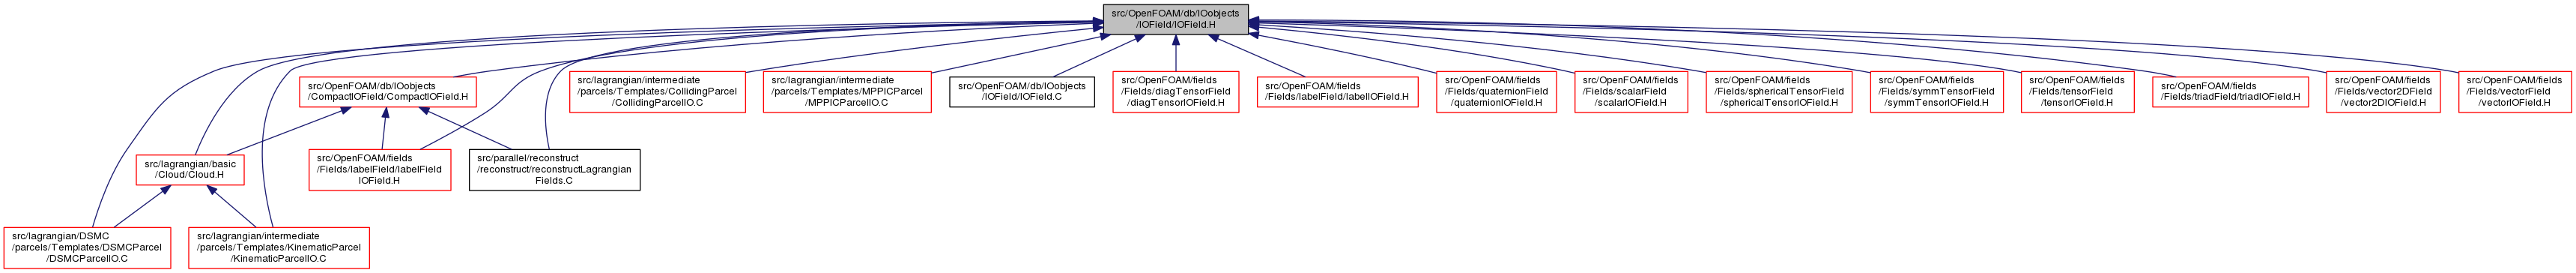 src/OpenFOAM/db/IOobjects
/IOField/IOField.H
src/OpenFOAM/db/IOobjects
/CompactIOField/CompactIOField.H
src/lagrangian/intermediate
/parcels/Templates/CollidingParcel
/CollidingParcelIO.C
src/lagrangian/intermediate
/parcels/Templates/MPPICParcel
/MPPICParcelIO.C
src/OpenFOAM/db/IOobjects
/IOField/IOField.C
src/OpenFOAM/fields
/Fields/diagTensorField
/diagTensorIOField.H
src/OpenFOAM/fields
/Fields/labelField/labelIOField.H
src/OpenFOAM/fields
/Fields/quaternionField
/quaternionIOField.H
src/OpenFOAM/fields
/Fields/scalarField
/scalarIOField.H
src/OpenFOAM/fields
/Fields/sphericalTensorField
/sphericalTensorIOField.H
src/OpenFOAM/fields
/Fields/symmTensorField
/symmTensorIOField.H
src/OpenFOAM/fields
/Fields/tensorField
/tensorIOField.H
src/OpenFOAM/fields
/Fields/triadField/triadIOField.H
src/OpenFOAM/fields
/Fields/vector2DField
/vector2DIOField.H
src/OpenFOAM/fields
/Fields/vectorField
/vectorIOField.H
src/lagrangian/basic
/Cloud/Cloud.H
src/OpenFOAM/fields
/Fields/labelField/labelField
IOField.H
src/parallel/reconstruct
/reconstruct/reconstructLagrangian
Fields.C
src/lagrangian/DSMC
/parcels/Templates/DSMCParcel
/DSMCParcelIO.C
src/lagrangian/intermediate
/parcels/Templates/KinematicParcel
/KinematicParcelIO.C